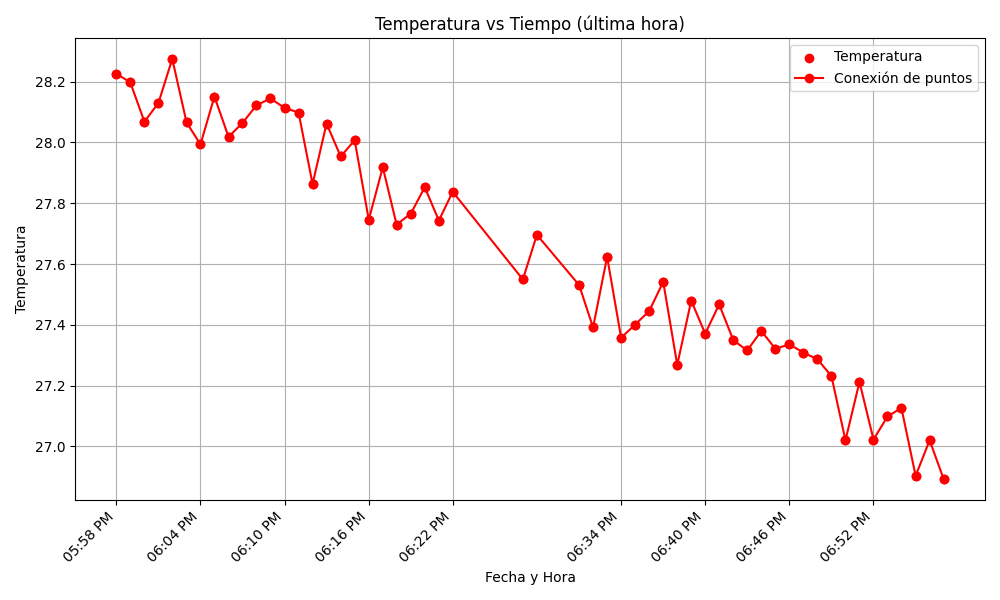 Temperatura vs Tiempo (última hora)
Temperatura
Conexión de puntos
Temperatura
28.2
28.0
27.8
27.6
27.4
27.2
27.0
05:58 PM
06:04 PM
06:10 PM
06:16 PM
06:22 PM
06:34 PM
06:40 PM
06:46 PM
06:52 PM
Fecha y Hora